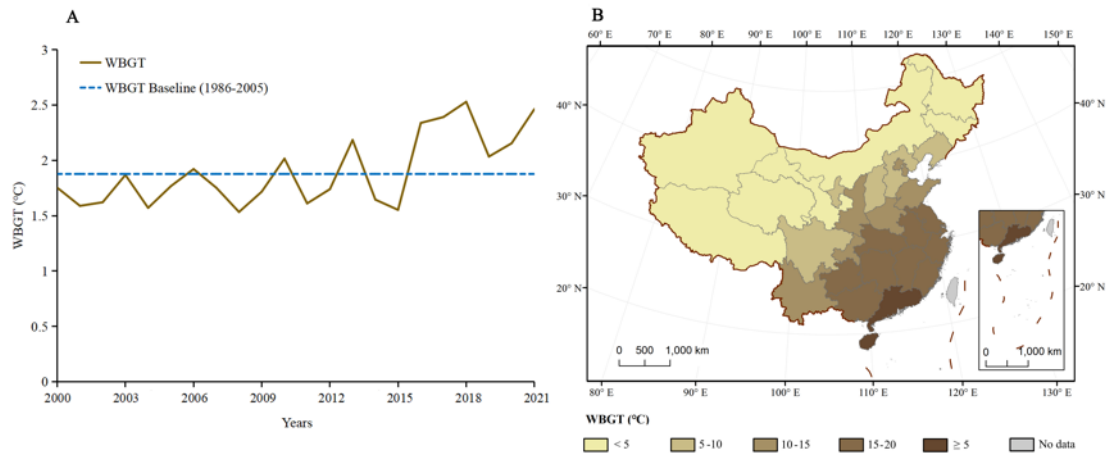 A
3
2.5
2
1.5
1
0.5
0
WBGT (℃)
WBGT
WBGT Baseline (1986-2005)
2000 2003 2006 2009 2012 2015 2018 2021
Years
B
60° E 70° E 80° E 90° E 100° E 110° E 120° E 130° E 140° E 150° E
40° N 40° N
30° N 30° N
20° N 20° N
0 500 1,000 km
0 1,000 km
80° E 90° E 100° E 110° E 120° E 130° E
WBGT (℃)
< 5 5-10 10-15 15-20 ≥ 5 No data